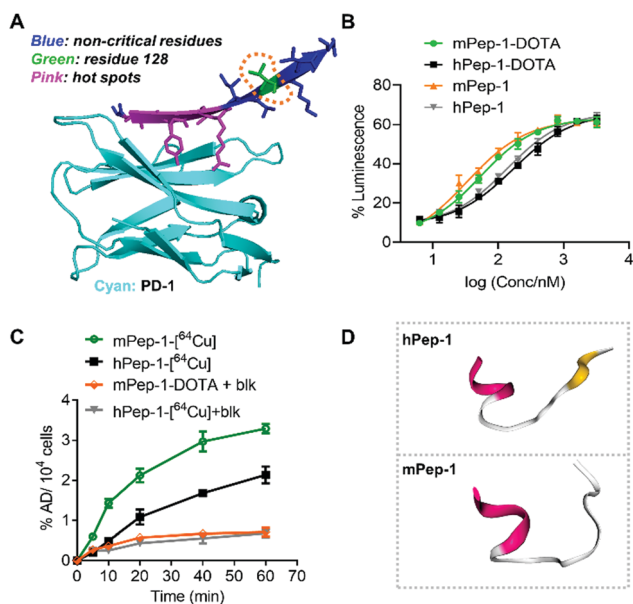 A
Blue: non-critical residues
Green: residue 128
Pink: hot spots
Cyan: PD-1
B
mPep-1-DOTA
hPep-1-DOTA
mPep-1
hPep-1
% Luminescence
80
60
40
20
0
0 1 2 3 4
log (Conc/nM)
C
mPep-1-[⁶⁴Cu]
hPep-1-[⁶⁴Cu]
mPep-1-DOTA + blk
hPep-1-[⁶⁴Cu]+blk
% AD/ 10⁴ cells
4
3
2
1
0
0 10 20 30 40 50 60 70
Time (min)
D
hPep-1
mPep-1